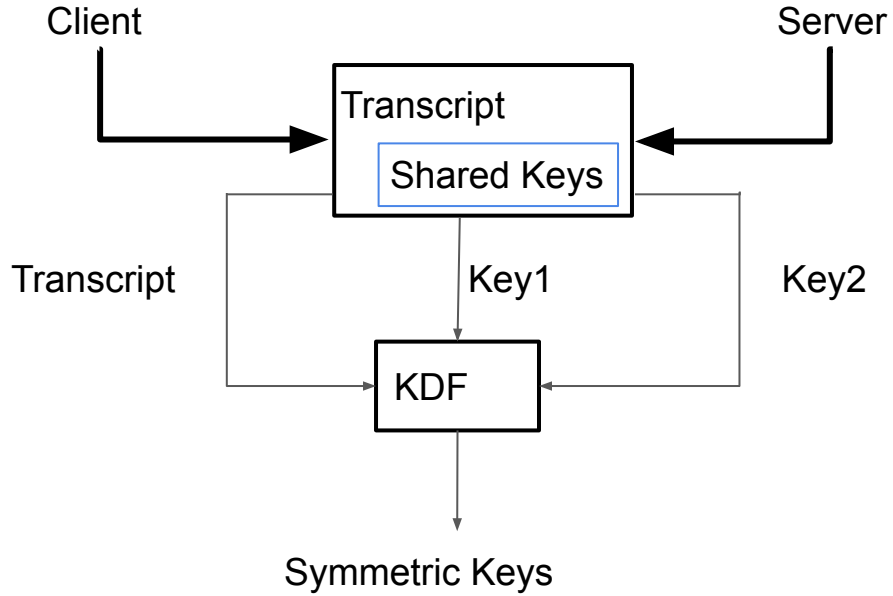 Client
Server
Transcript
Shared Keys
Transcript
Key1
Key2
KDF
Symmetric Keys